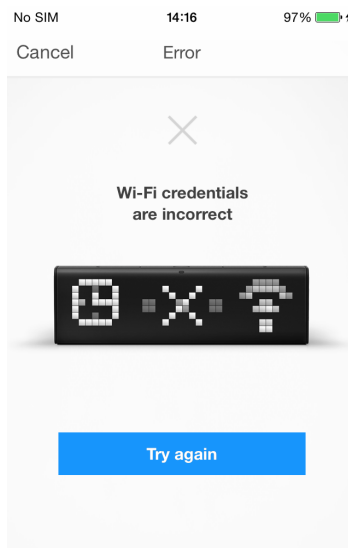 No SIM 14:16 97%
Cancel Error
Wi-Fi credentials
are incorrect
Try again